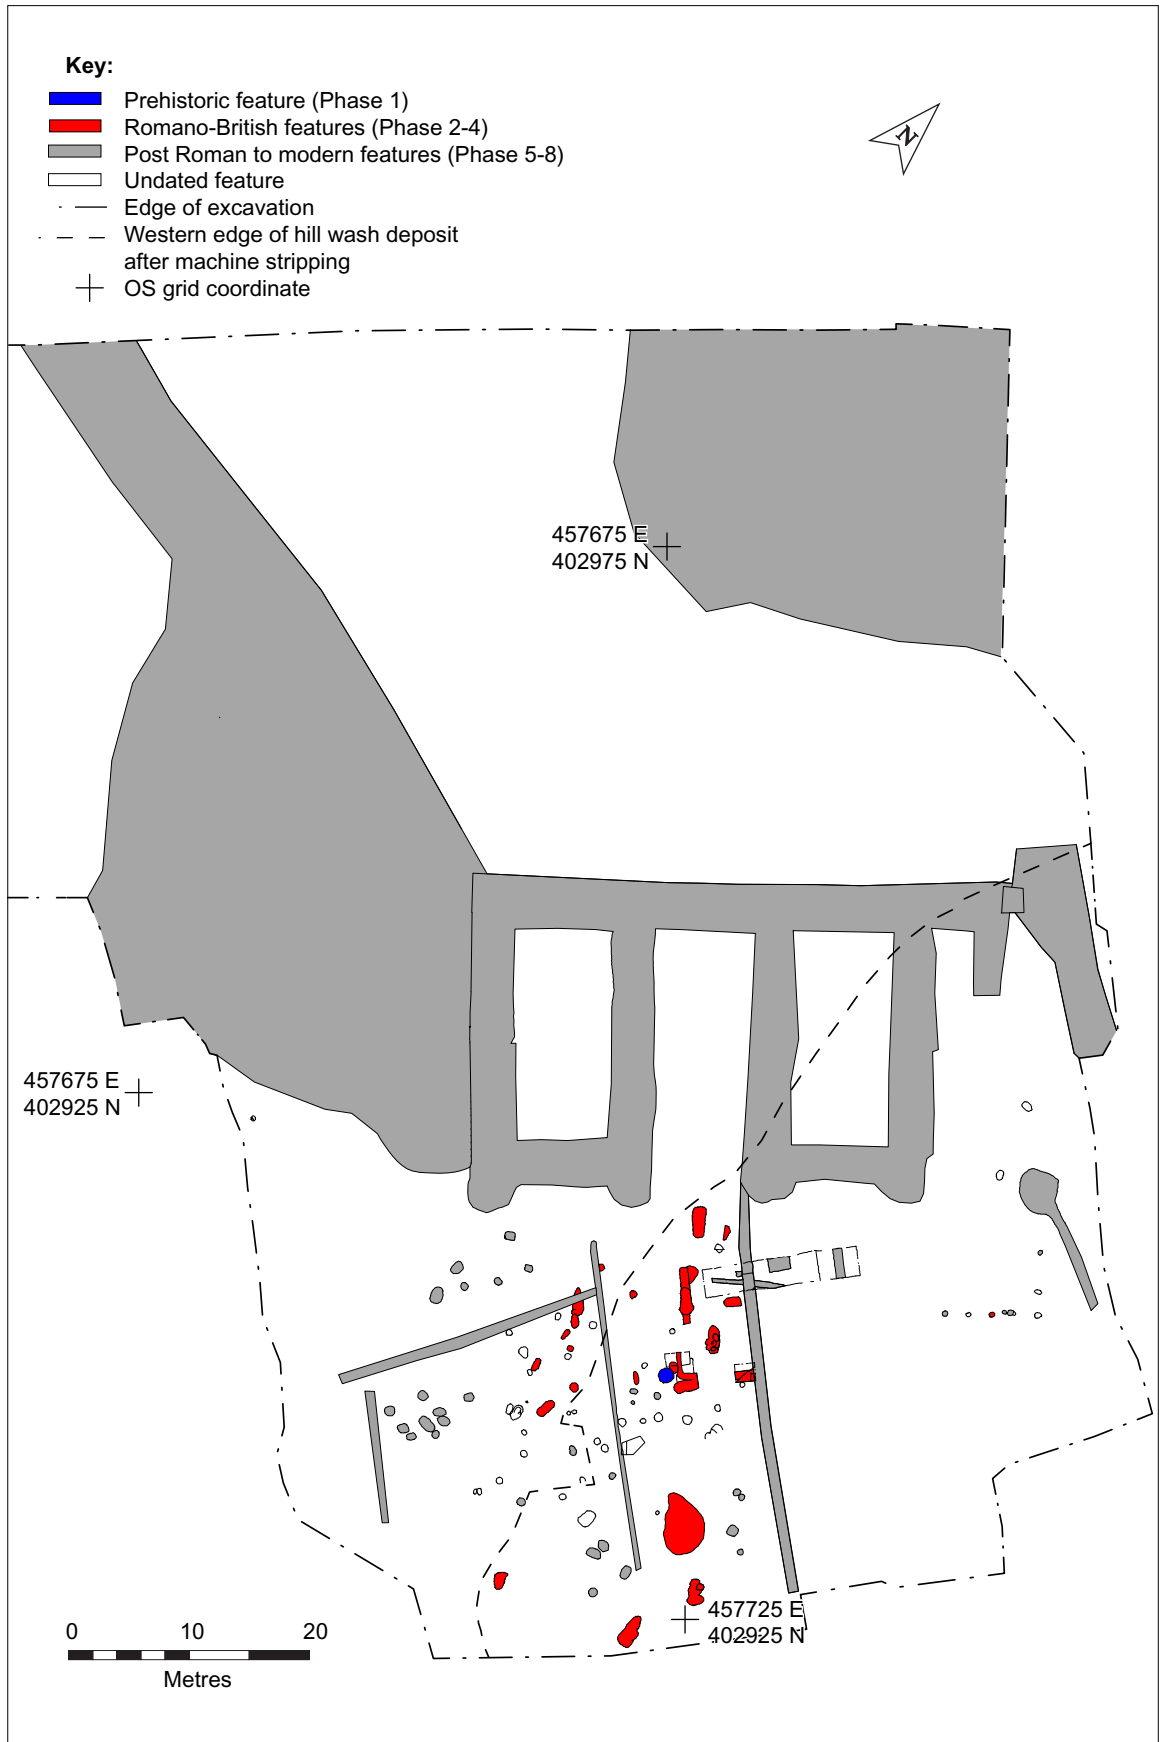 Key:
Prehistoric feature (Phase 1)
Romano-British features (Phase 2-4)
Post Roman to modern features (Phase 5-8)
Undated feature
Edge of excavation
Western edge of hill wash deposit
after machine stripping
OS grid coordinate
N
457675 E
402975 N
457675 E
402925 N
457725 E
402925 N
0 10 20
Metres